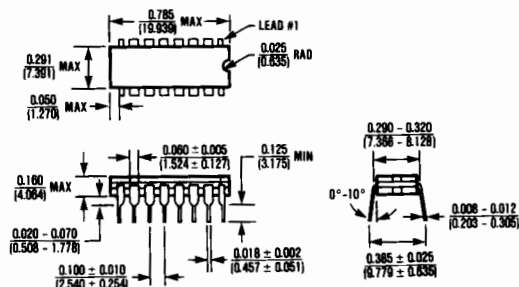 0.785
(19.939) MAX
LEAD #1
0.291
(7.391) MAX
0.025
(0.635) RAD
0.050
(1.270) MAX
0.060 ± 0.005
(1.524 ± 0.127)
0.125
(3.175) MIN
0.160
(4.064) MAX
0.020 – 0.070
(0.508 – 1.778)
0.018 ± 0.002
(0.457 ± 0.051)
0.100 ± 0.010
(2.540 ± 0.254)
0.290 – 0.320
(7.366 – 8.128)
0°-10°
0.008 – 0.012
(0.203 – 0.305)
0.385 ± 0.025
(9.779 ± 0.635)